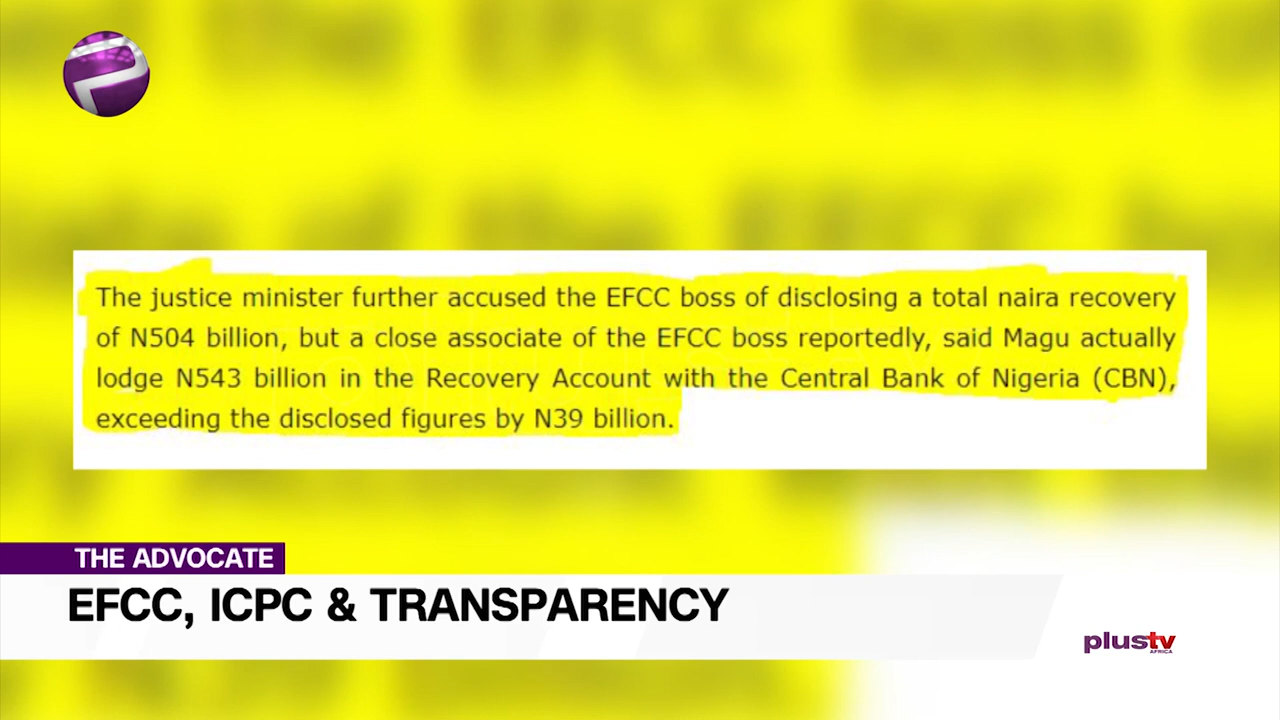 The justice minister further accused the EFCC boss of disclosing a total naira recovery
of N504 billion, but a close associate of the EFCC boss reportedly, said Magu actually
lodge N543 billion in the Recovery Account with the Central Bank of Nigeria (CBN),
exceeding the disclosed figures by N39 billion.
THE ADVOCATE
EFCC, ICPC & TRANSPARENCY
plustv
AFRICA